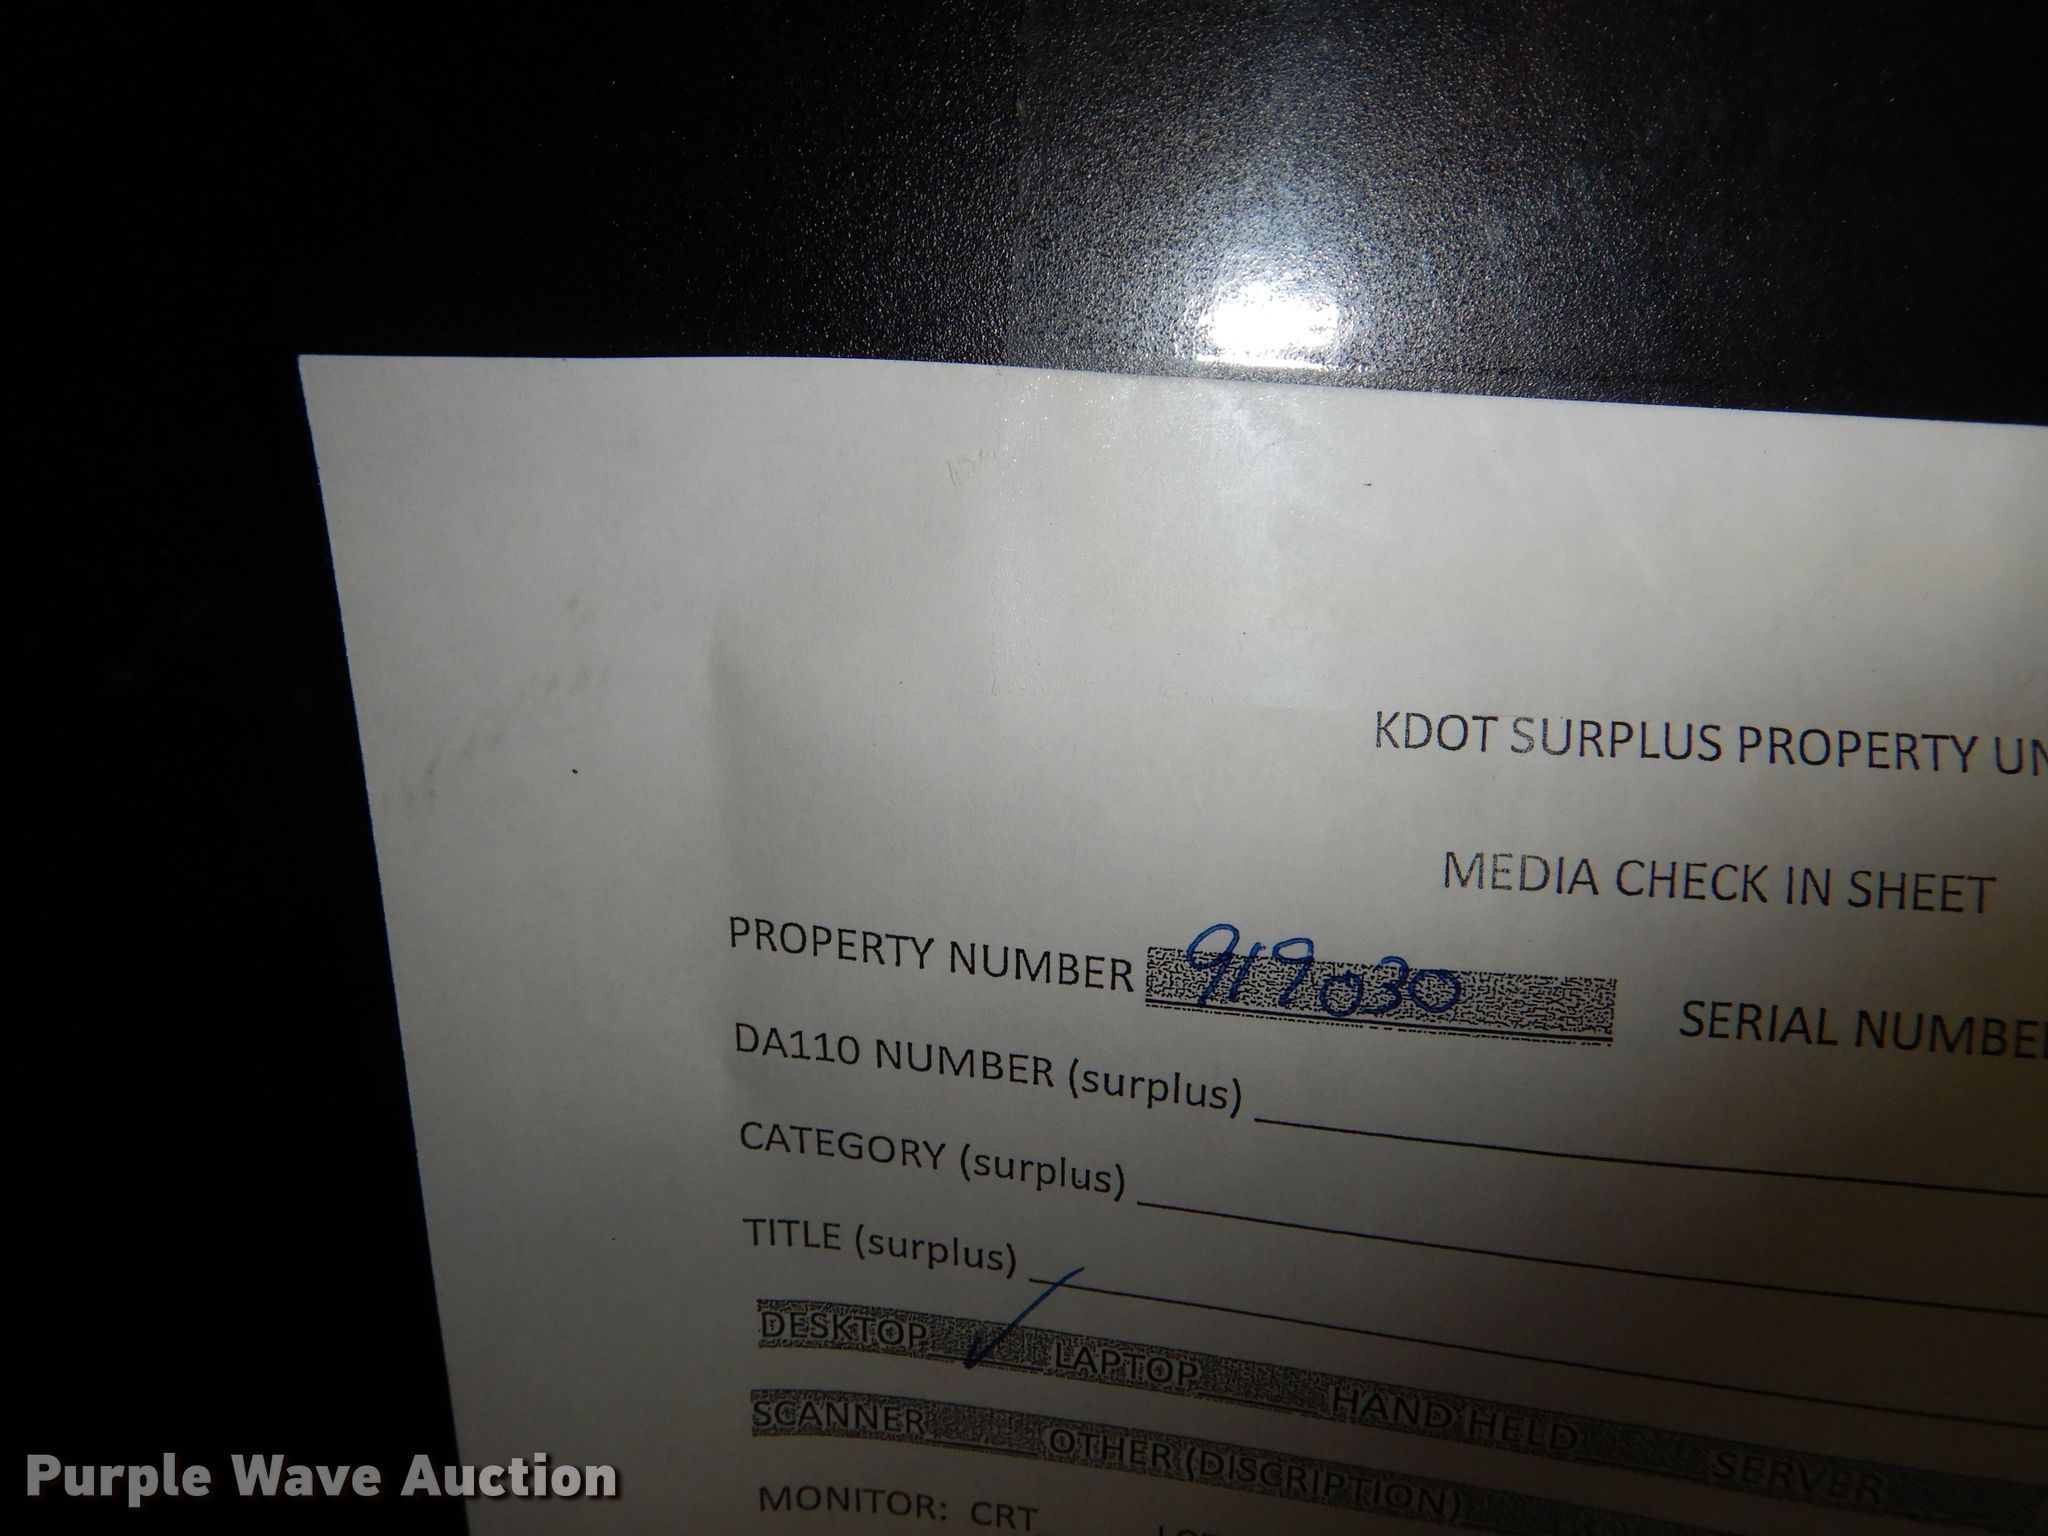 KDOT SURPLUS PROPERTY UN
MEDIA CHECK IN SHEET
PROPERTY NUMBER 919030 SERIAL NUMBER
DA110 NUMBER (surplus)
CATEGORY (surplus)
TITLE (surplus)
DESKTOP ✓ LAPTOP HAND HELD SERVER
SCANNER OTHER (DISCRIPTION)
MONITOR: CRT
Purple Wave Auction